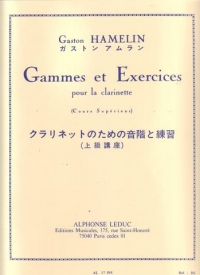 Gaston HAMELIN
ガストン アムラン
Gammes et Exercices
pour la clarinette
(Cours Supérieur)
クラリネットのための音階と練習
(上級講座)
ALPHONSE LEDUC
Editions Musicales, 175, rue Saint-Honoré
75040 Paris cedex 01